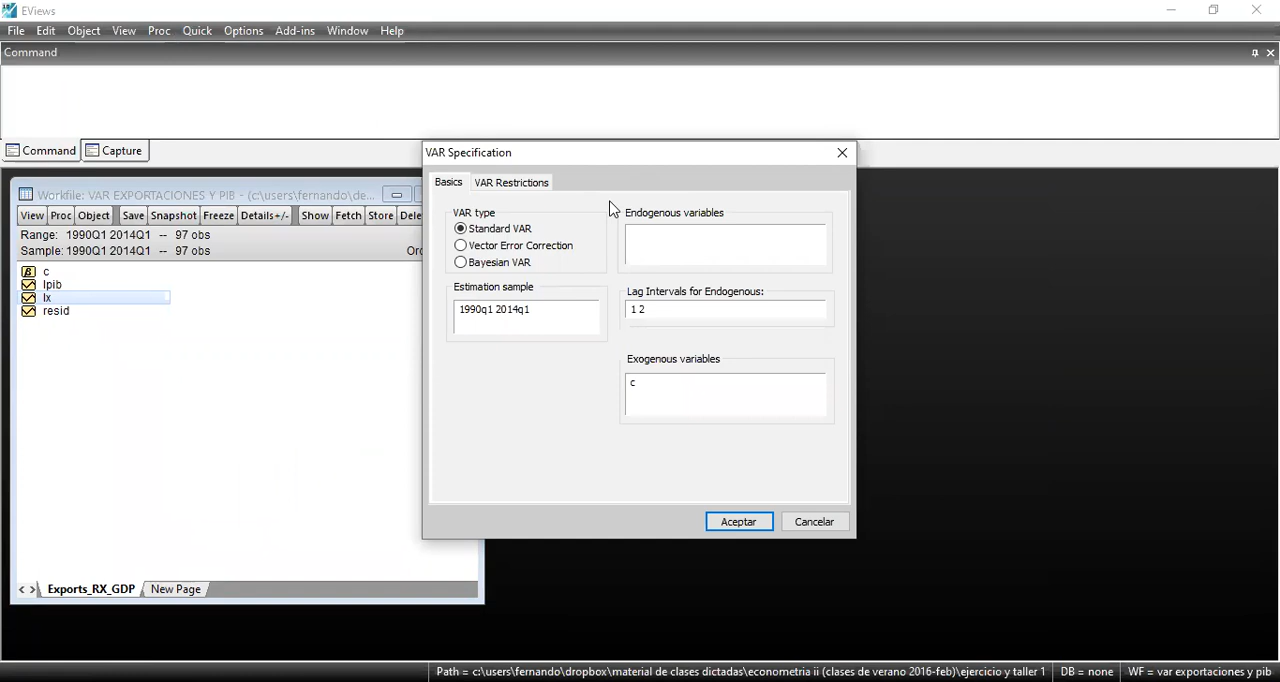 EViews
File Edit Object View Proc Quick Options Add-ins Window Help
Command
Command Capture
Workfile: VAR EXPORTACIONES Y PIB - (c:\users\fernando\de...
View Proc Object Save Snapshot Freeze Details+/- Show Fetch Store Dele
Range: 1990Q1 2014Q1 -- 97 obs
Sample: 1990Q1 2014Q1 -- 97 obs Orc
c
lpib
lx
resid
Exports_RX_GDP New Page
VAR Specification
Basics VAR Restrictions
VAR type
Standard VAR
Vector Error Correction
Bayesian VAR
Estimation sample
1990q1 2014q1
Endogenous variables
Lag Intervals for Endogenous:
1 2
Exogenous variables
c
Aceptar Cancelar
Path = c:\users\fernando\dropbox\material de clases dictadas\econometria ii (clases de verano 2016-feb)\ejercicio y taller 1 DB = none WF = var exportaciones y pib